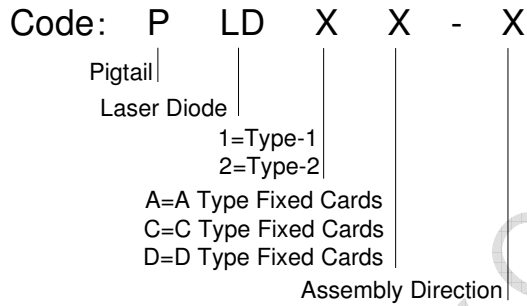 Code: P LD X X - X
Pigtail
Laser Diode
1=Type-1
2=Type-2
A=A Type Fixed Cards
C=C Type Fixed Cards
D=D Type Fixed Cards
Assembly Direction